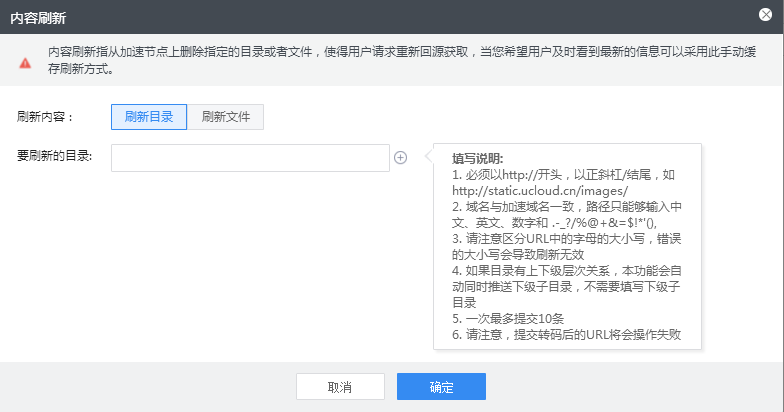 内容刷新
内容刷新指从加速节点上删除指定的目录或者文件，使得用户请求重新回源获取，当您希望用户及时看到最新的信息可以采用此手动缓
存刷新方式。
刷新内容：
刷新目录 刷新文件
要刷新的目录:
填写说明:
1. 必须以http://开头，以正斜杠/结尾，如
http://static.ucloud.cn/images/
2. 域名与加速域名一致，路径只能够输入中
文、英文、数字和 .-_?/%@+&=$!*'(),
3. 请注意区分URL中的字母的大小写，错误
的大小写会导致刷新无效
4. 如果目录有上下级层次关系，本功能会自
动同时推送下级子目录，不需要填写下级子
目录
5. 一次最多提交10条
6. 请注意，提交转码后的URL将会操作失败
取消 确定